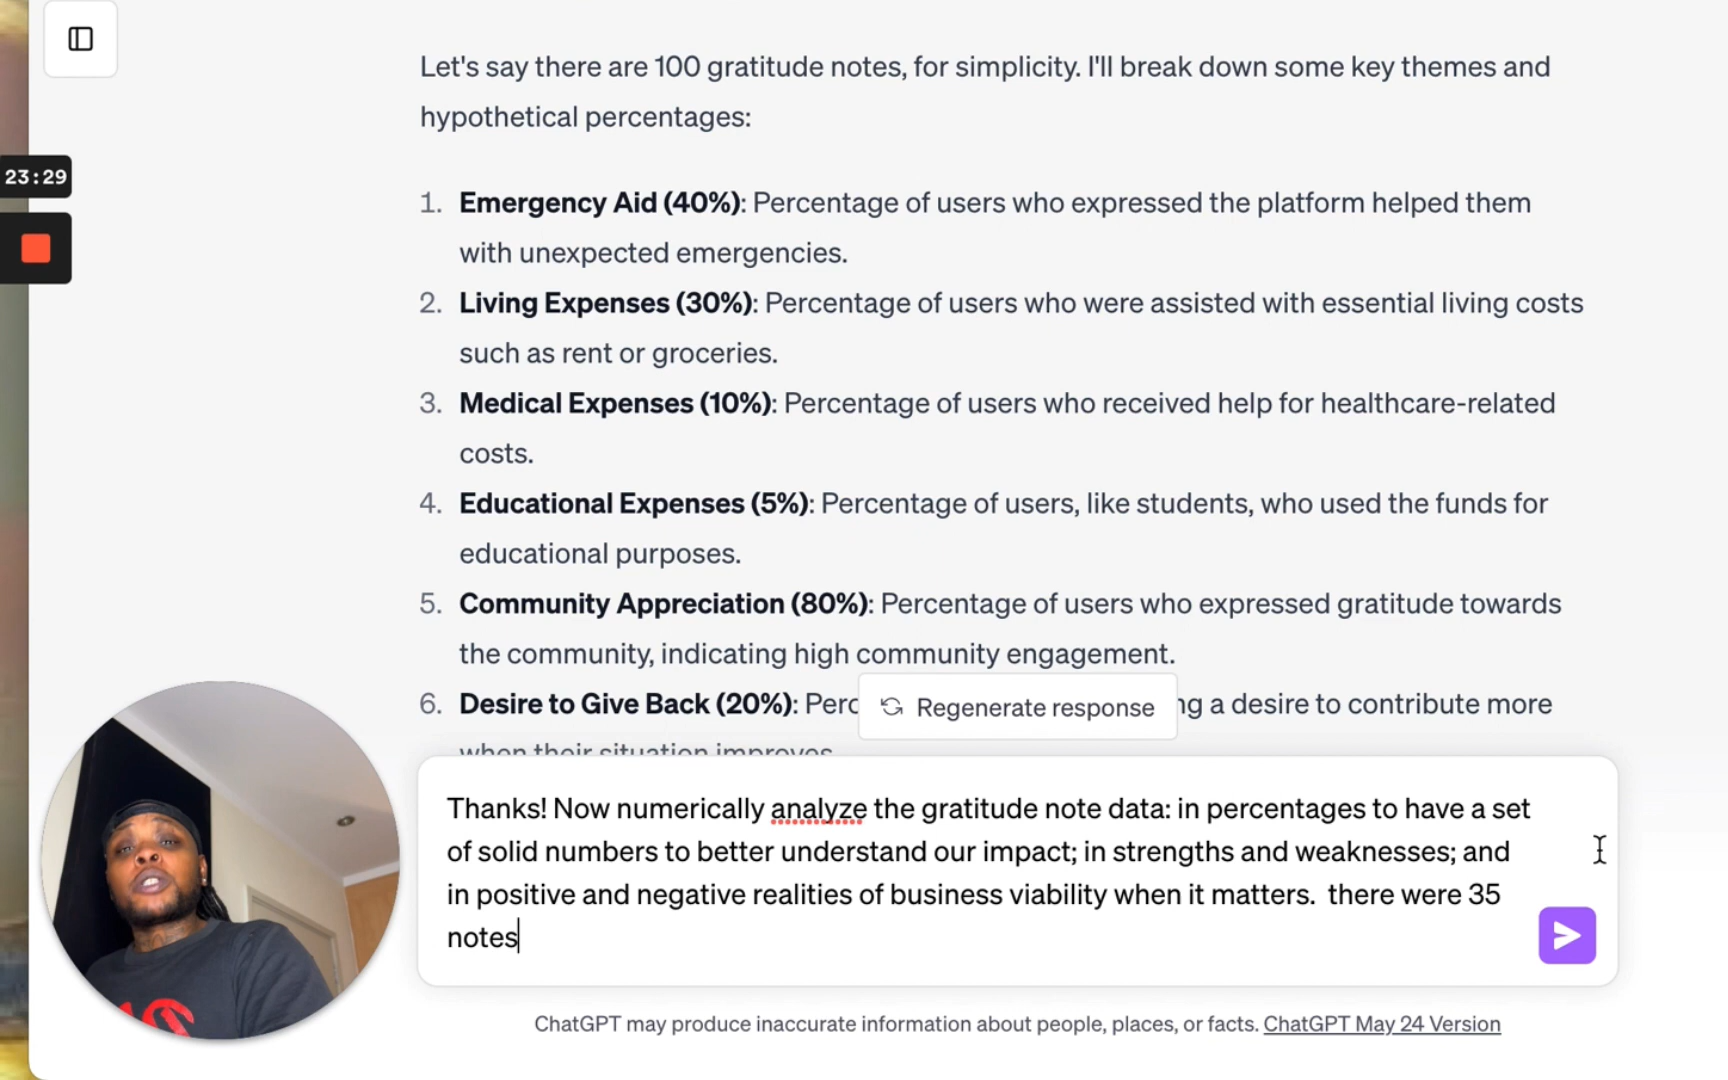 Let's say there are 100 gratitude notes, for simplicity. I'll break down some key themes and
hypothetical percentages:
23:29
1. Emergency Aid (40%): Percentage of users who expressed the platform helped them
with unexpected emergencies.
2. Living Expenses (30%): Percentage of users who were assisted with essential living costs
such as rent or groceries.
3. Medical Expenses (10%): Percentage of users who received help for healthcare-related
costs.
4. Educational Expenses (5%): Percentage of users, like students, who used the funds for
educational purposes.
5. Community Appreciation (80%): Percentage of users who expressed gratitude towards
the community, indicating high community engagement.
6. Desire to Give Back (20%): Perc
Regenerate response
ng a desire to contribute more
when their situation improves.
Thanks! Now numerically analyze the gratitude note data: in percentages to have a set
of solid numbers to better understand our impact; in strengths and weaknesses; and
in positive and negative realities of business viability when it matters.  there were 35
notes
ChatGPT may produce inaccurate information about people, places, or facts. ChatGPT May 24 Version